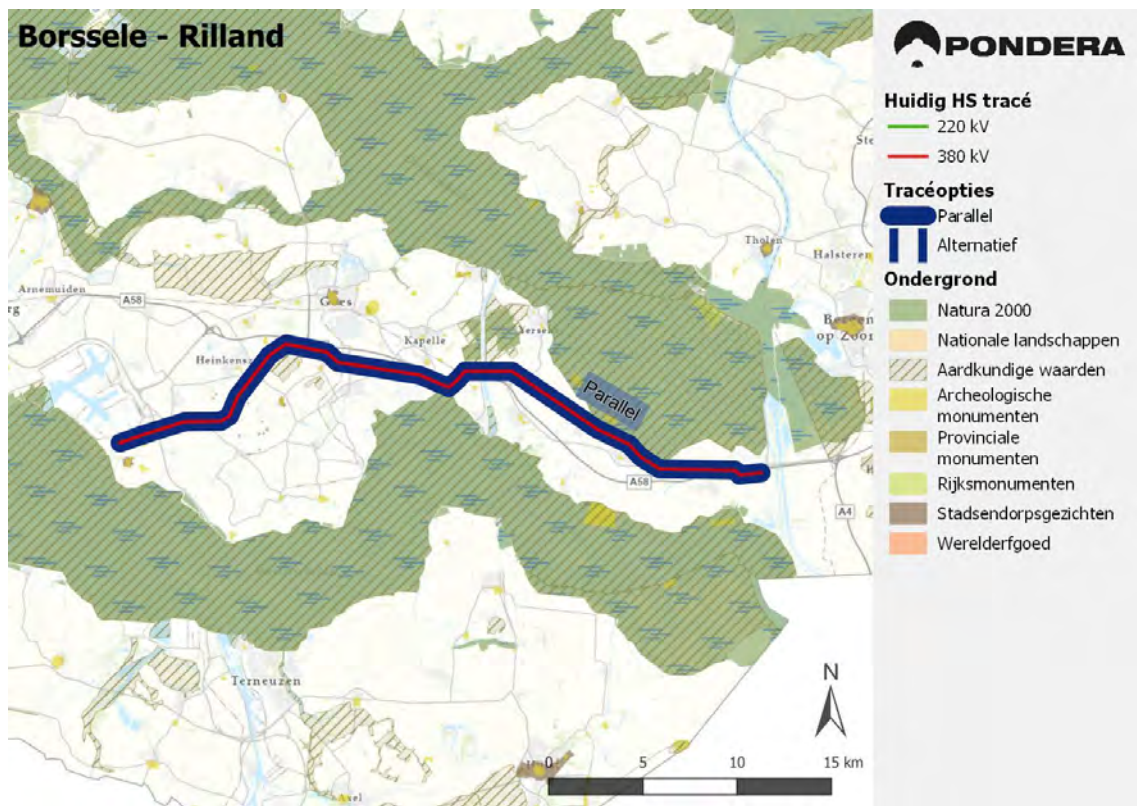 Borssele - Rilland
PONDERA
Huidig HS tracé
220 kV
380 kV
Tracéopties
Parallel
Alternatief
Ondergrond
Natura 2000
Nationale landschappen
Aardkundige waarden
Archeologische
monumenten
Provinciale
monumenten
Rijksmonumenten
Stadsendorpsgezichten
Werelderfgoed
Tholen
Halsteren
Arnemuiden
A58
Kapelle
op Zoom
Parallel
A58
A4
Terneuzen
N
0 5 10 15 km